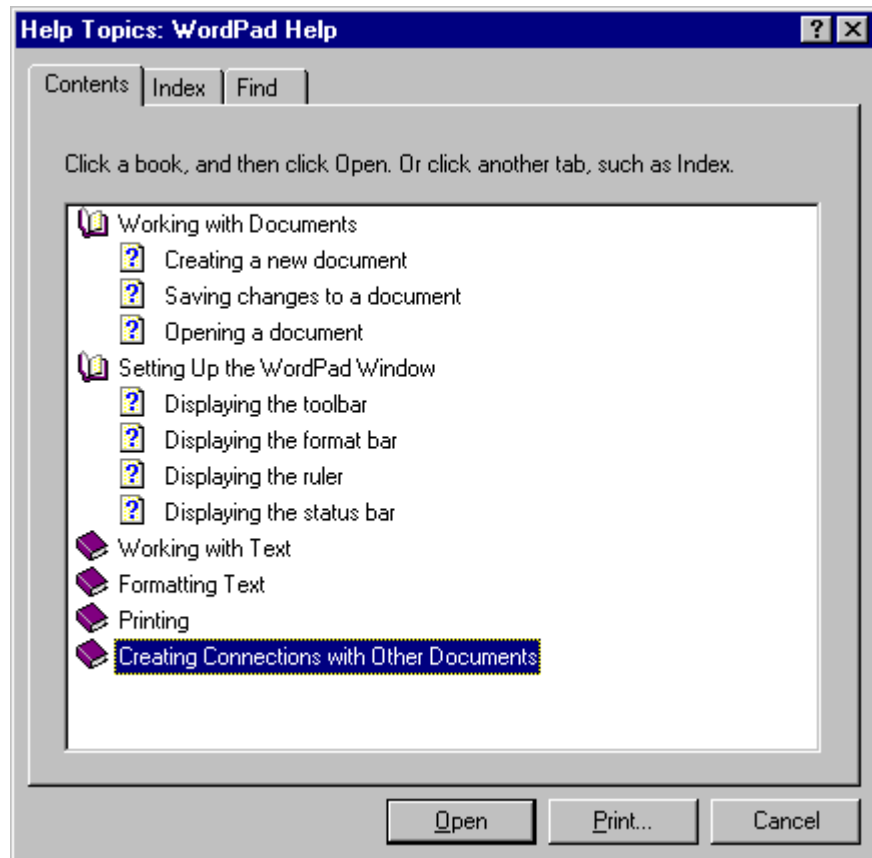 Help Topics: WordPad Help
Contents Index Find
Click a book, and then click Open. Or click another tab, such as Index.
Working with Documents
Creating a new document
Saving changes to a document
Opening a document
Setting Up the WordPad Window
Displaying the toolbar
Displaying the format bar
Displaying the ruler
Displaying the status bar
Working with Text
Formatting Text
Printing
Creating Connections with Other Documents
Open Print... Cancel